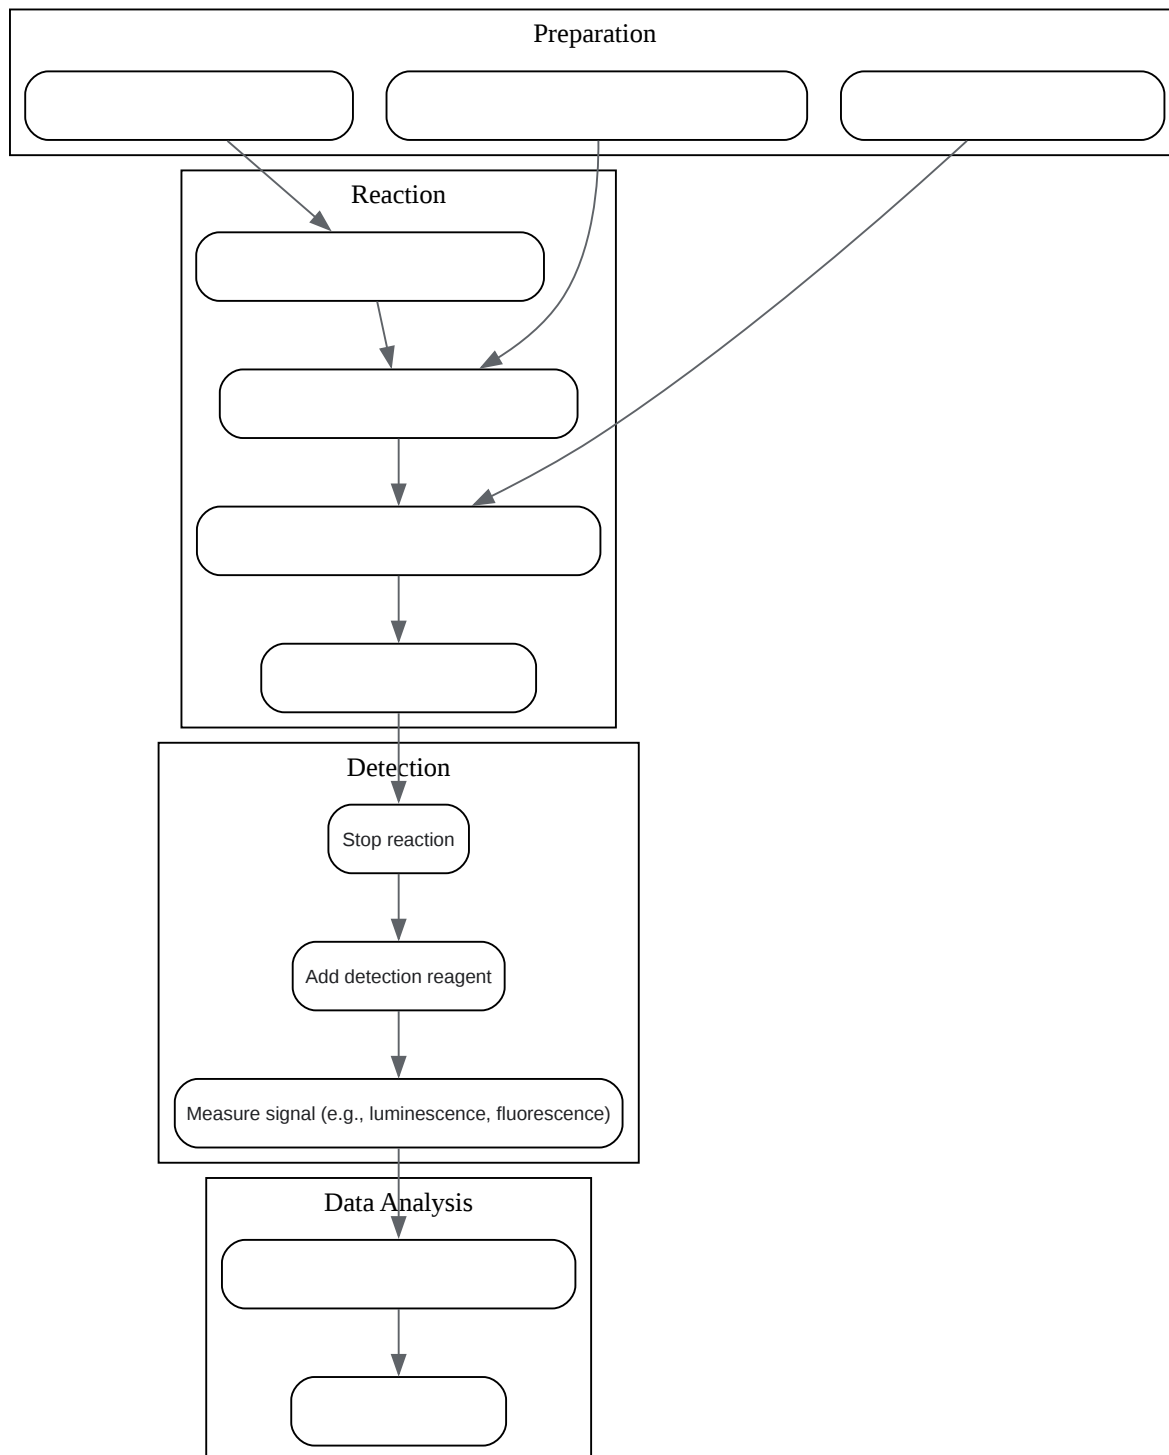 Preparation
Reaction
Detection
Stop reaction
Add detection reagent
Measure signal (e.g., luminescence, fluorescence)
Data Analysis